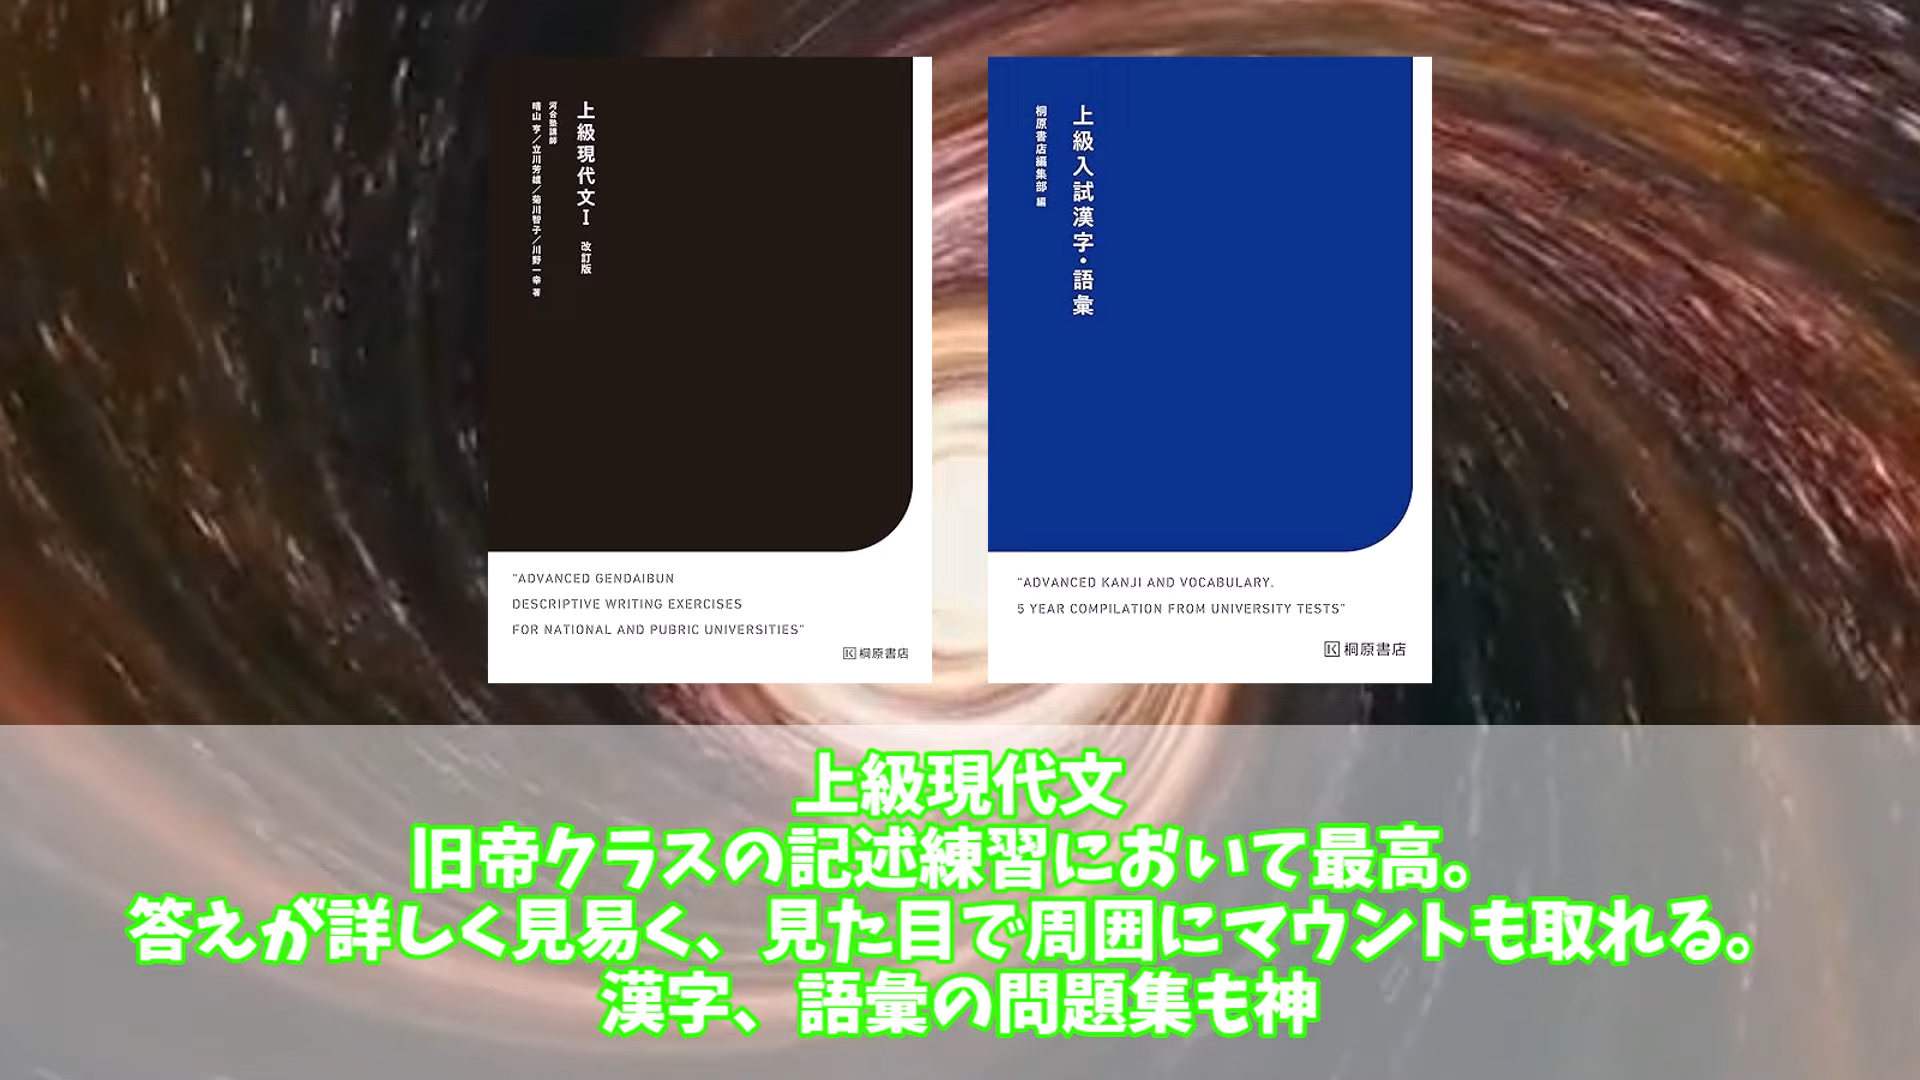 上級現代文Ⅰ 改訂版
河合塾講師
晴山 亨／立川芳雄／菊川智子／川野一幸 著
"ADVANCED GENDAIBUN
DESCRIPTIVE WRITING EXERCISES
FOR NATIONAL AND PUBRIC UNIVERSITIES"
桐原書店
上級入試漢字・語彙
桐原書店編集部 編
"ADVANCED KANJI AND VOCABULARY.
5 YEAR COMPILATION FROM UNIVERSITY TESTS"
桐原書店
上級現代文
旧帝クラスの記述練習において最高。
答えが詳しく見易く、見た目で周囲にマウントも取れる。
漢字、語彙の問題集も神